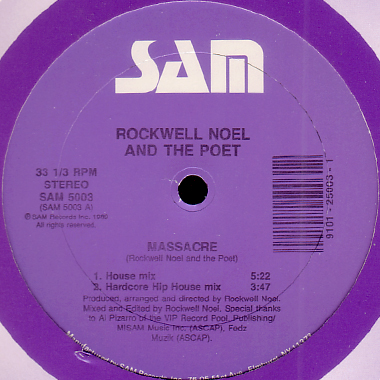 SAM
ROCKWELL NOEL
AND THE POET
33 1/3 RPM
STEREO
SAM 5003
(SAM 5003 A)
℗ SAM Records Inc.
All rights reserved.
9101-25003-1
MASSACRE
(Rockwell Noel and the Poet)
1. House mix 5:22
2. Hardcore Hip House mix 3:47
Produced, arranged and directed by Rockwell Noel.
Mixed and Edited by Rockwell Noel. Special thanks
to Al Pizarro of the VIP Record Pool, Publishing/
MISAM Music Inc. (ASCAP), Fedz
Muzik (ASCAP).